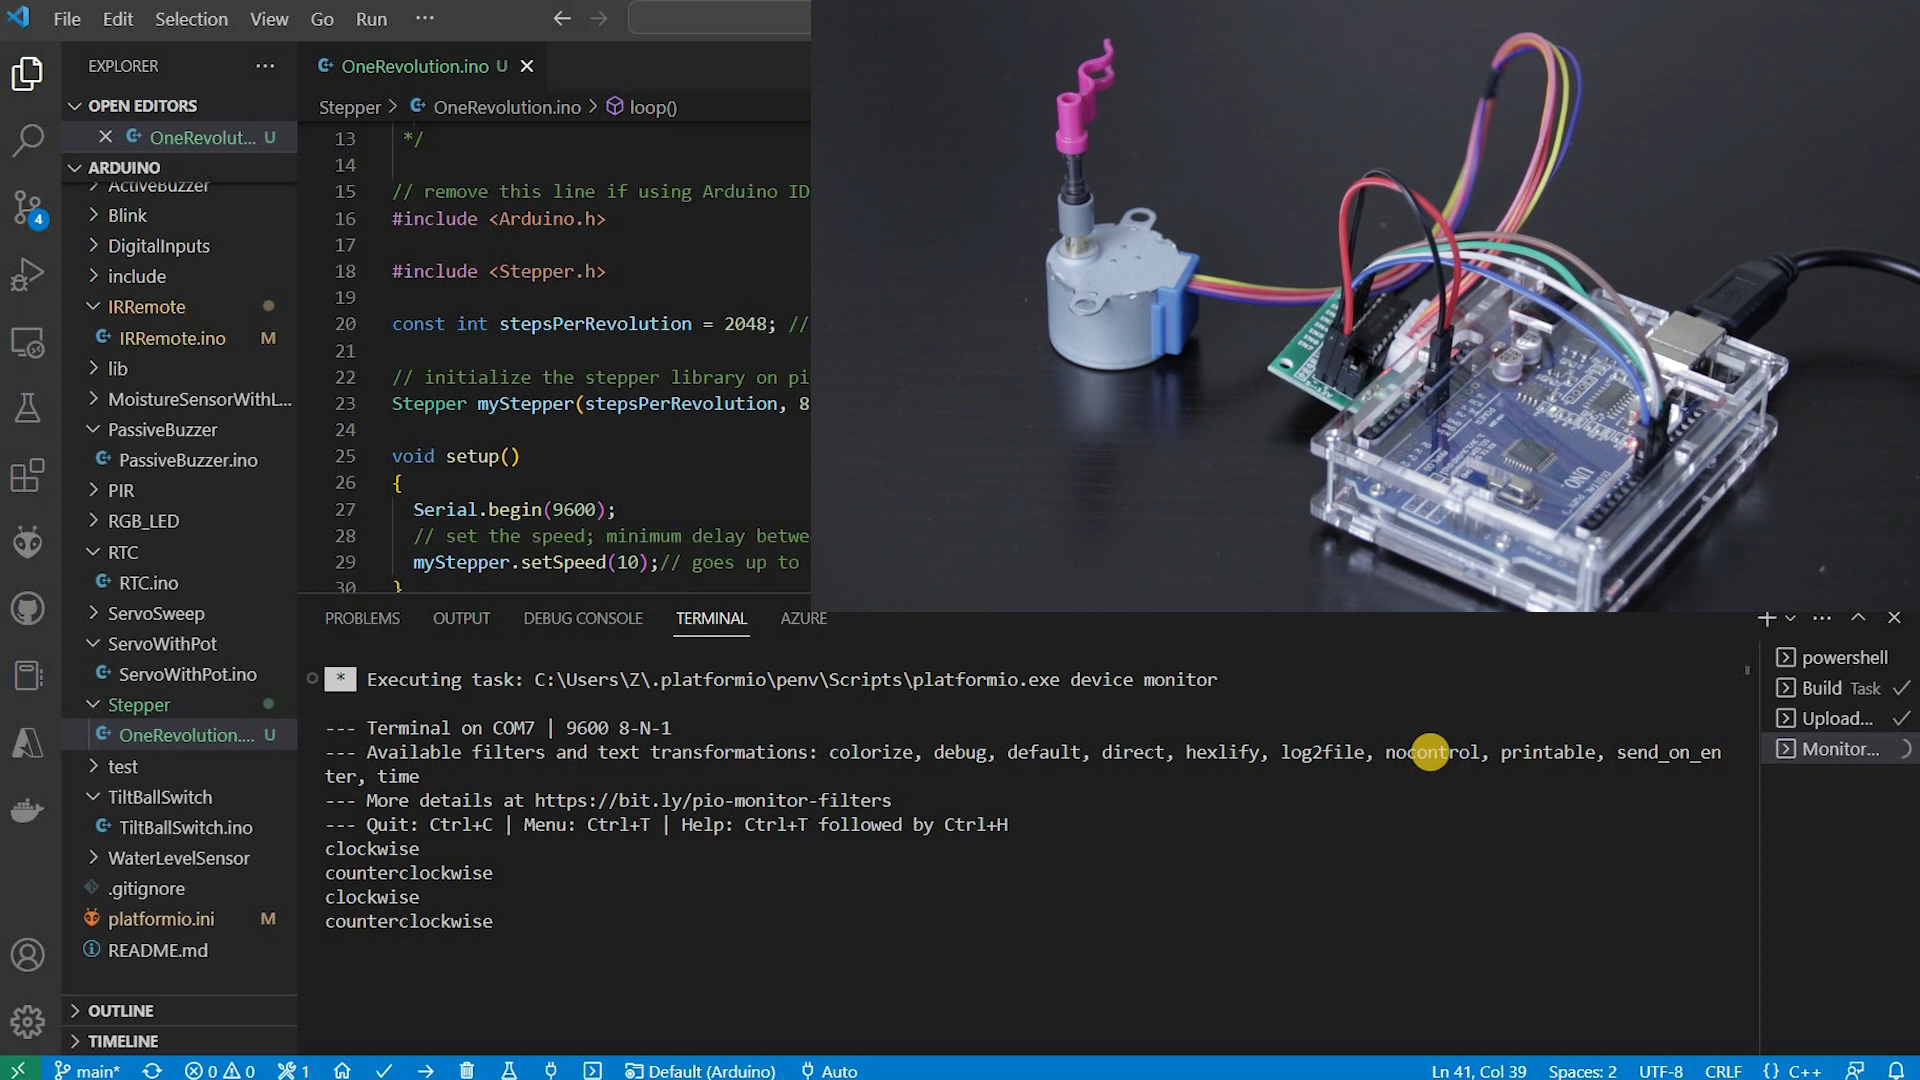 File Edit Selection View Go Run ···
EXPLORER ···
OPEN EDITORS
OneRevolut... U
ARDUINO
ActiveBuzzer
Blink
DigitalInputs
include
IRRemote
IRRemote.ino M
lib
MoistureSensorWithL...
PassiveBuzzer
PassiveBuzzer.ino
PIR
RGB_LED
RTC
RTC.ino
ServoSweep
ServoWithPot
ServoWithPot.ino
Stepper
OneRevolution.... U
test
TiltBallSwitch
TiltBallSwitch.ino
WaterLevelSensor
.gitignore
platformio.ini M
README.md
OUTLINE
TIMELINE
4
OneRevolution.ino U
Stepper > OneRevolution.ino > loop()
13 */
14
15 // remove this line if using Arduino ID
16 #include <Arduino.h>
17
18 #include <Stepper.h>
19
20 const int stepsPerRevolution = 2048; //
21
22 // initialize the stepper library on pi
23 Stepper myStepper(stepsPerRevolution, 8
24
25 void setup()
26 {
27 Serial.begin(9600);
28 // set the speed; minimum delay betwe
29 myStepper.setSpeed(10);// goes up to
30 }
UNO
PROBLEMS OUTPUT DEBUG CONSOLE TERMINAL AZURE
* Executing task: C:\Users\Z\.platformio\penv\Scripts\platformio.exe device monitor
--- Terminal on COM7 | 9600 8-N-1
--- Available filters and text transformations: colorize, debug, default, direct, hexlify, log2file, nocontrol, printable, send_on_en
ter, time
--- More details at https://bit.ly/pio-monitor-filters
--- Quit: Ctrl+C | Menu: Ctrl+T | Help: Ctrl+T followed by Ctrl+H
clockwise
counterclockwise
clockwise
counterclockwise
powershell
Build Task
Upload...
Monitor...
main* 0 0 1 Default (Arduino) Auto Ln 41, Col 39 Spaces: 2 UTF-8 CRLF {} C++